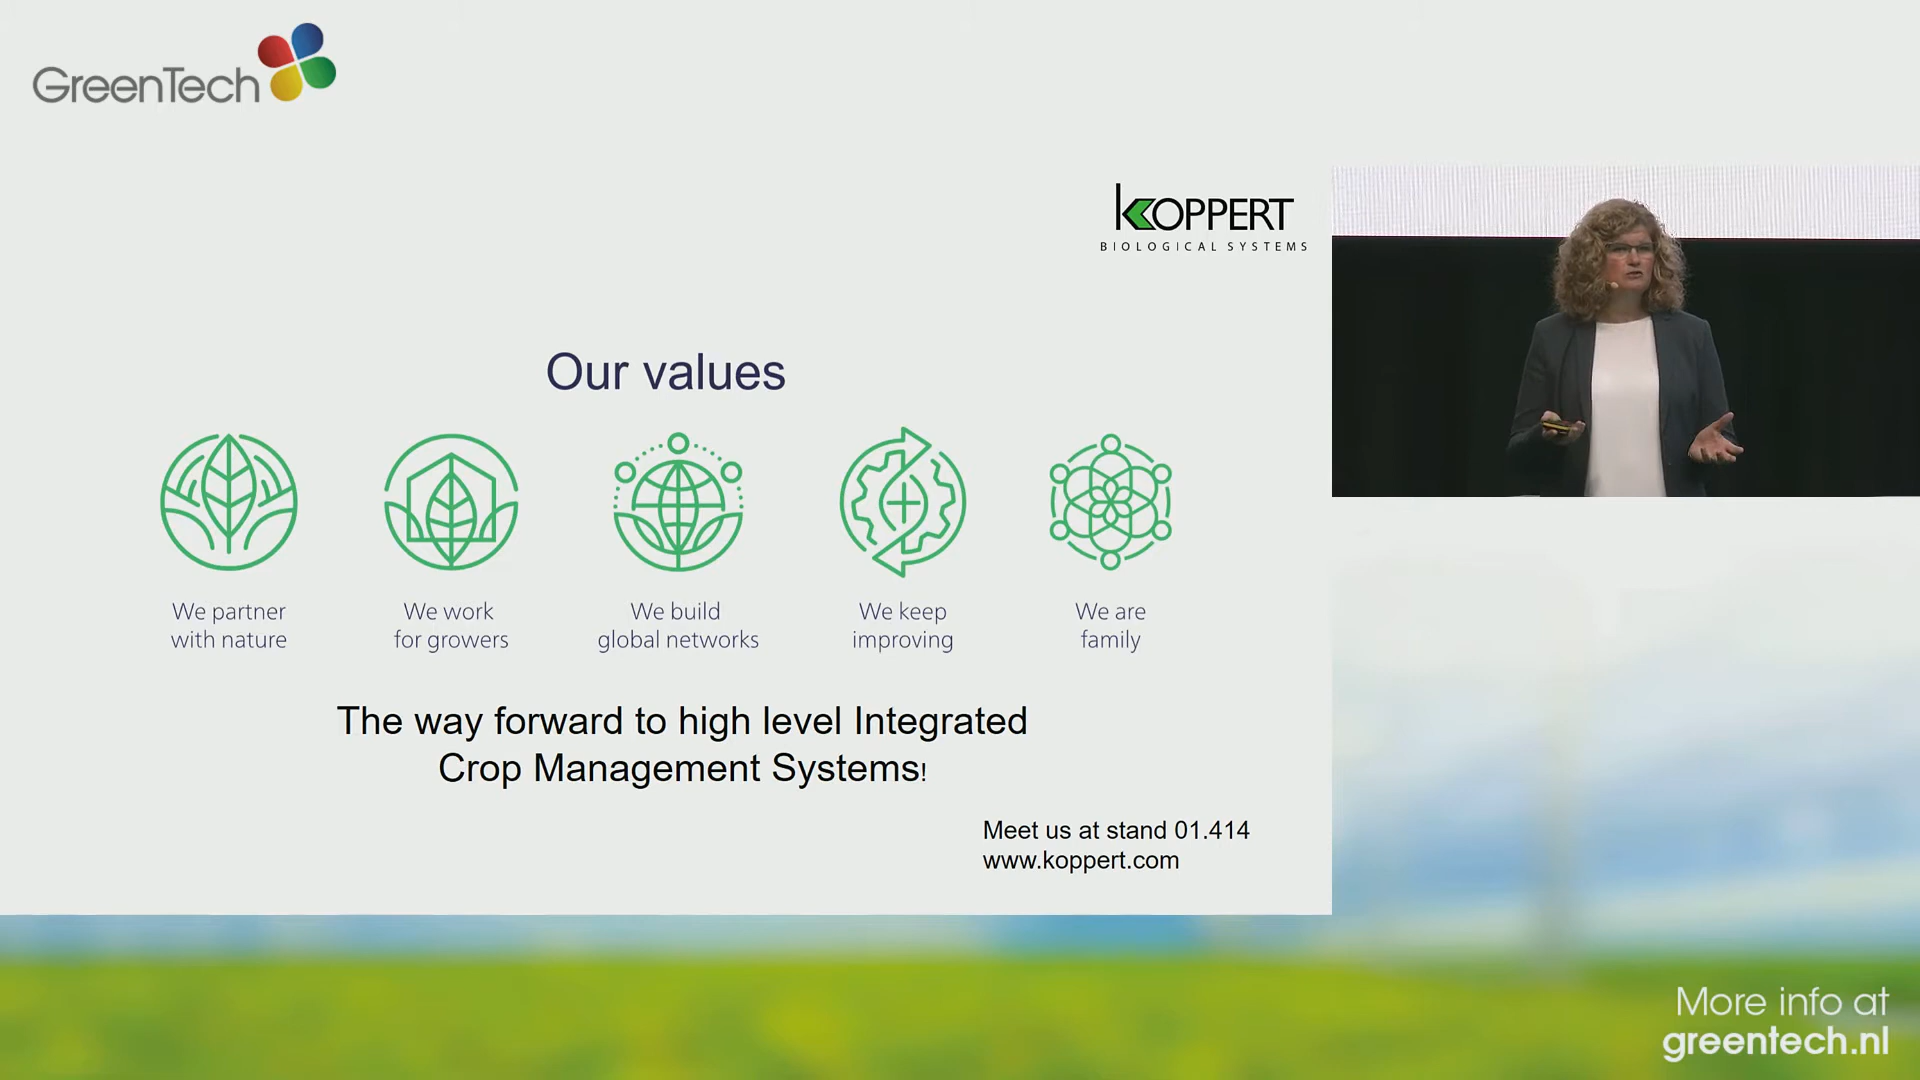 GreenTech
KOPPERT
BIOLOGICAL SYSTEMS
Our values
We partner
with nature
We work
for growers
We build
global networks
We keep
improving
We are
family
The way forward to high level Integrated
Crop Management Systems!
Meet us at stand 01.414
www.koppert.com
More info at
greentech.nl